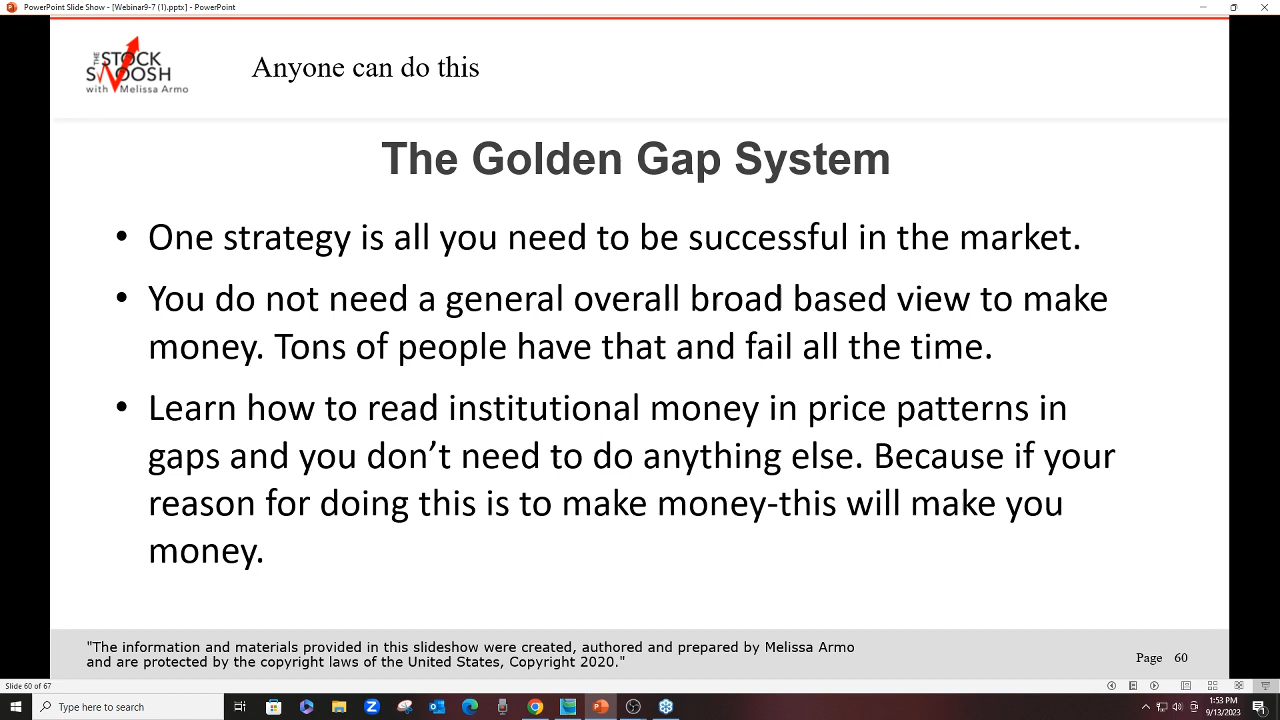 PowerPoint Slide Show - [Webinar9-7 (1).pptx] - PowerPoint
THE STOCK
SWOOSH
with Melissa Armo
Anyone can do this
The Golden Gap System
• One strategy is all you need to be successful in the market.
• You do not need a general overall broad based view to make
money. Tons of people have that and fail all the time.
• Learn how to read institutional money in price patterns in
gaps and you don’t need to do anything else. Because if your
reason for doing this is to make money-this will make you
money.
"The information and materials provided in this slideshow were created, authored and prepared by Melissa Armo
and are protected by the copyright laws of the United States, Copyright 2020."
Page 60
Slide 60 of 67
Type here to search
1:53 PM
9/13/2023